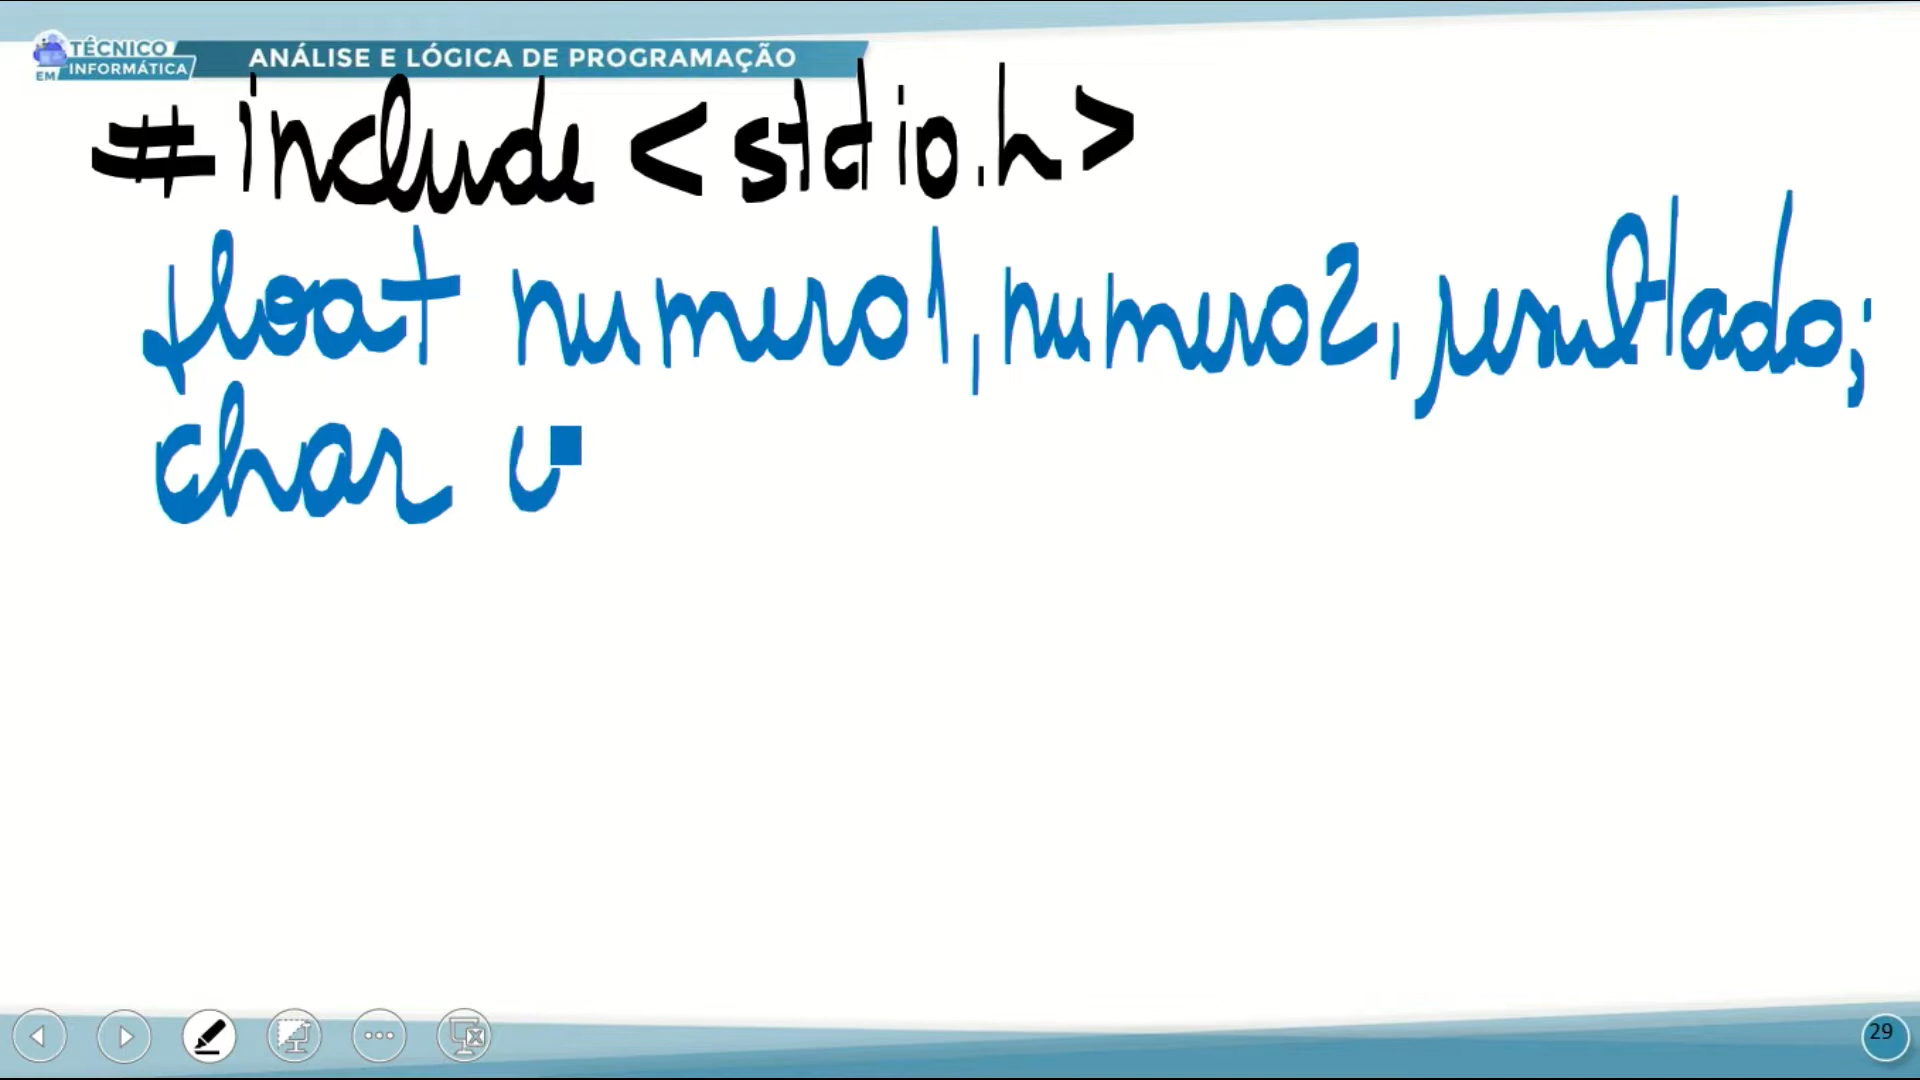 TÉCNICO
EM INFORMÁTICA
ANÁLISE E LÓGICA DE PROGRAMAÇÃO
#include <stdio.h>
float numero1, numero2, resultado;
char
29